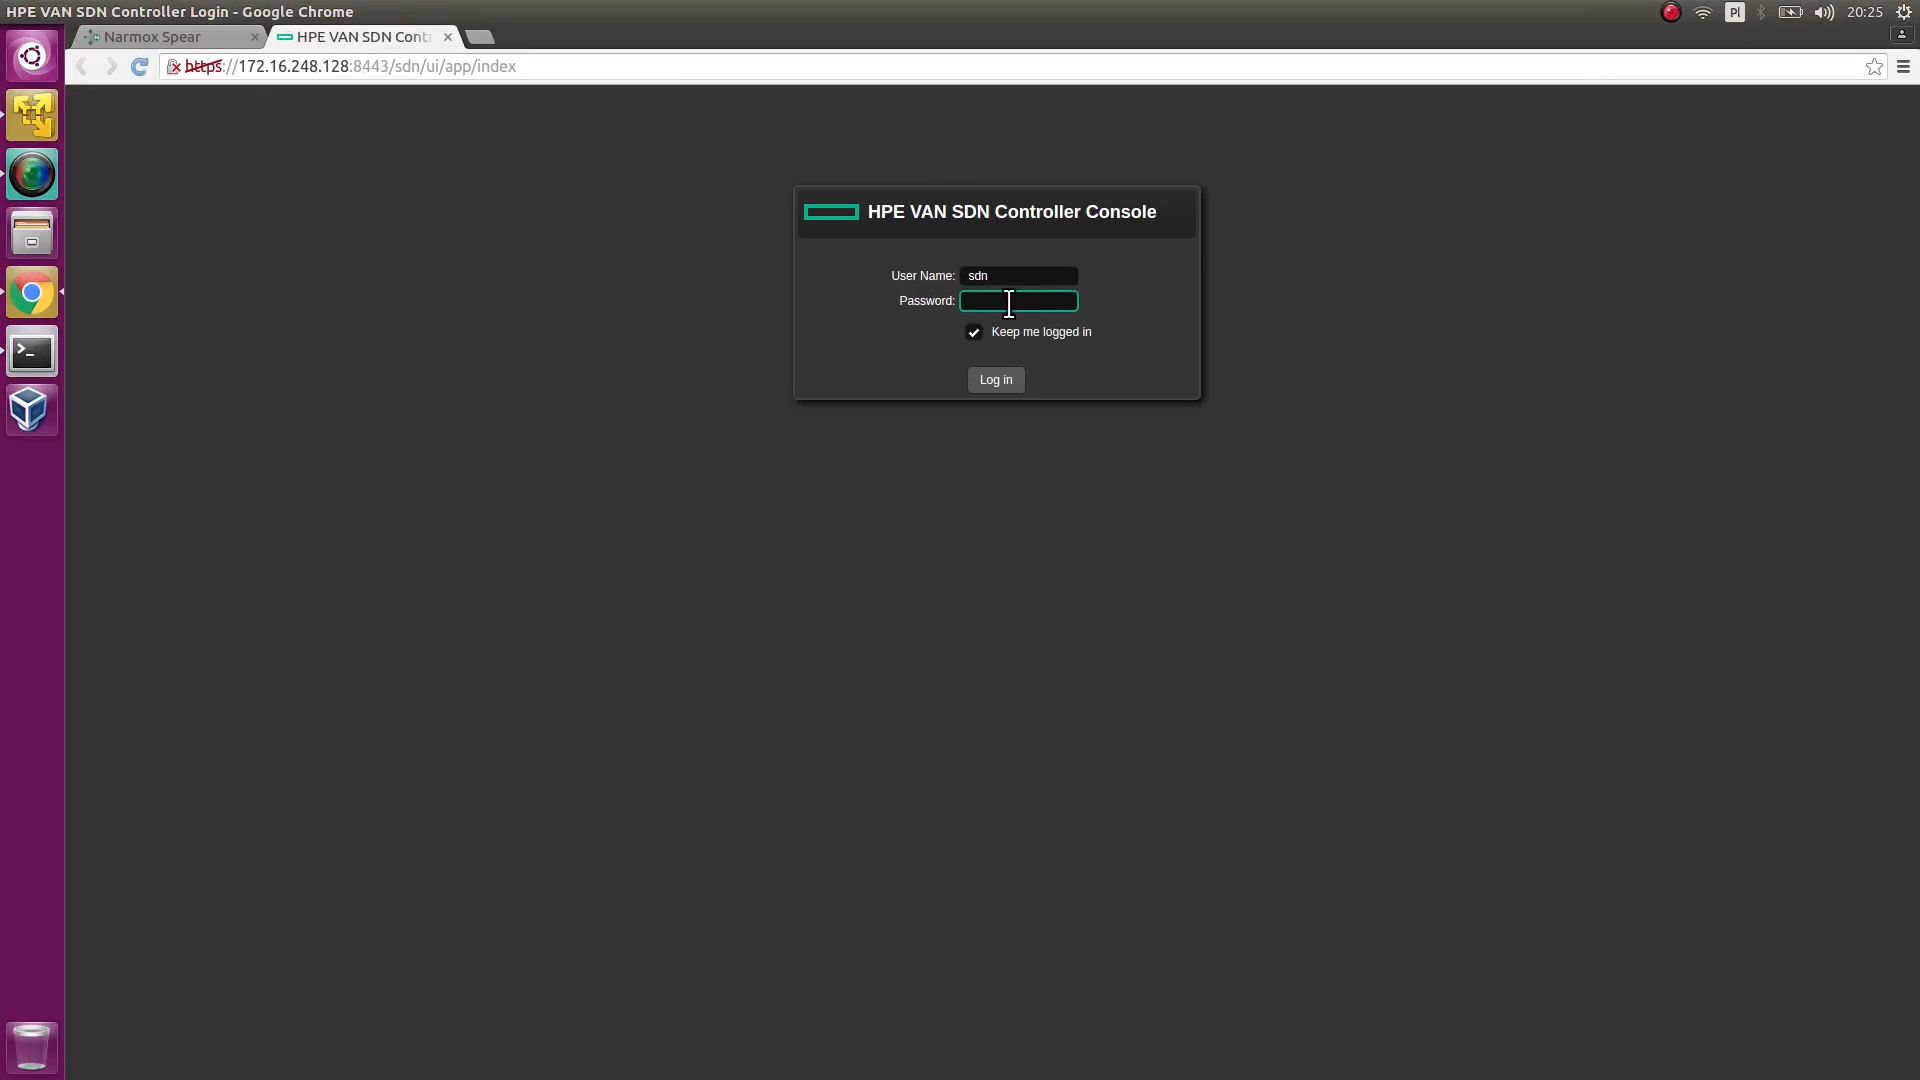 HPE VAN SDN Controller Login - Google Chrome
Pl
20:25
Narmox Spear
HPE VAN SDN Cont
https://172.16.248.128:8443/sdn/ui/app/index
HPE VAN SDN Controller Console
User Name: sdn
Password:
Keep me logged in
Log in